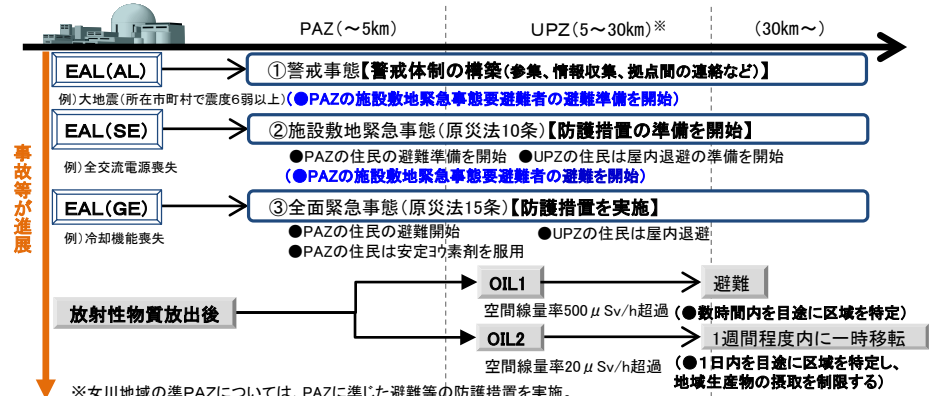 PAZ(～5km)
UPZ(5～30km)※
(30km～)
EAL(AL)
①警戒事態【警戒体制の構築(参集、情報収集、拠点間の連絡など)】
例)大地震(所在市町村で震度6弱以上)(●PAZの施設敷地緊急事態要避難者の避難準備を開始)
EAL(SE)
②施設敷地緊急事態(原災法10条)【防護措置の準備を開始】
例)全交流電源喪失
●PAZの住民の避難準備を開始 ●UPZの住民は屋内退避の準備を開始
(●PAZの施設敷地緊急事態要避難者の避難を開始)
事故等が進展
EAL(GE)
③全面緊急事態(原災法15条)【防護措置を実施】
例)冷却機能喪失
●PAZの住民の避難開始 ●UPZの住民は屋内退避
●PAZの住民は安定ヨウ素剤を服用
放射性物質放出後
OIL1
避難
空間線量率500μSv/h超過
(●数時間内を目途に区域を特定)
OIL2
1週間程度内に一時移転
空間線量率20μSv/h超過
(●1日内を目途に区域を特定し、
地域生産物の摂取を制限する)
※女川地域の準PAZについては、PAZに準じた避難等の防護措置を実施。